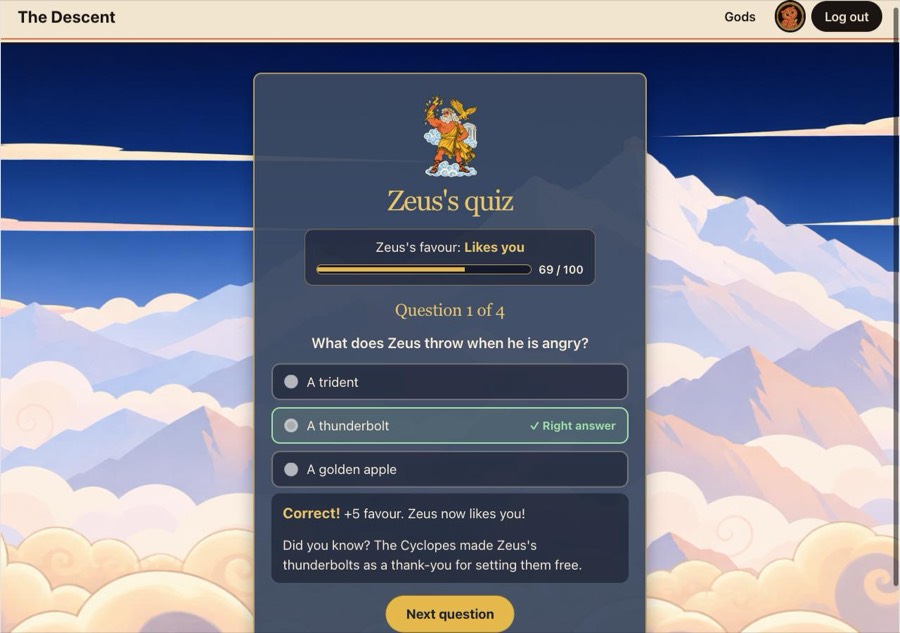 The Descent
Gods
Log out
Zeus's quiz
Zeus's favour: Likes you
69 / 100
Question 1 of 4
What does Zeus throw when he is angry?
A trident
A thunderbolt
✓ Right answer
A golden apple
Correct! +5 favour. Zeus now likes you!
Did you know? The Cyclopes made Zeus's
thunderbolts as a thank-you for setting them free.
Next question